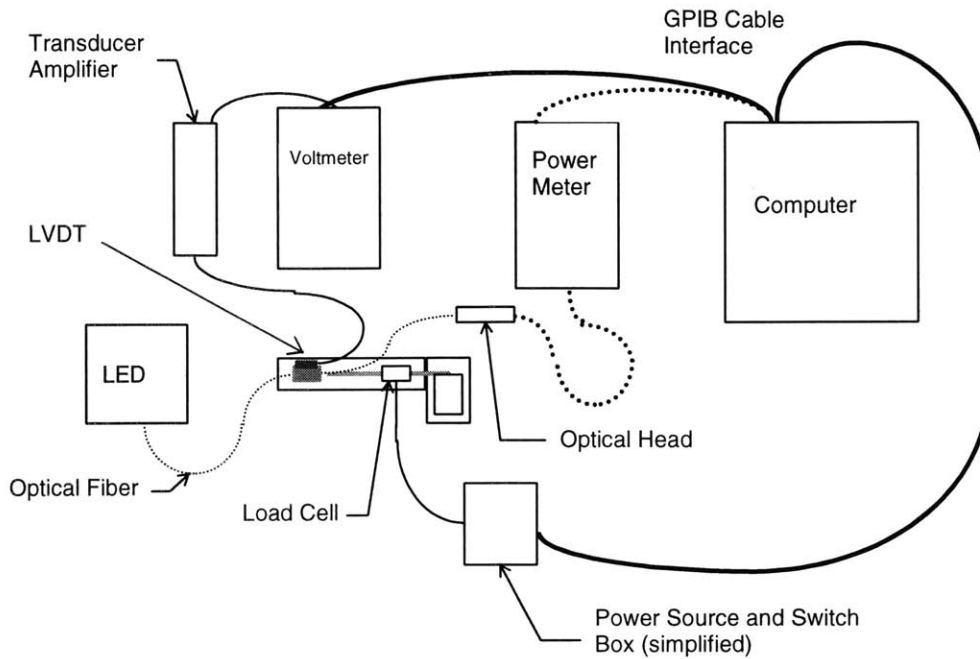 GPIB Cable
Interface
Transducer
Amplifier
Voltmeter
Power
Meter
Computer
LVDT
LED
Optical Head
Optical Fiber
Load Cell
Power Source and Switch
Box (simplified)